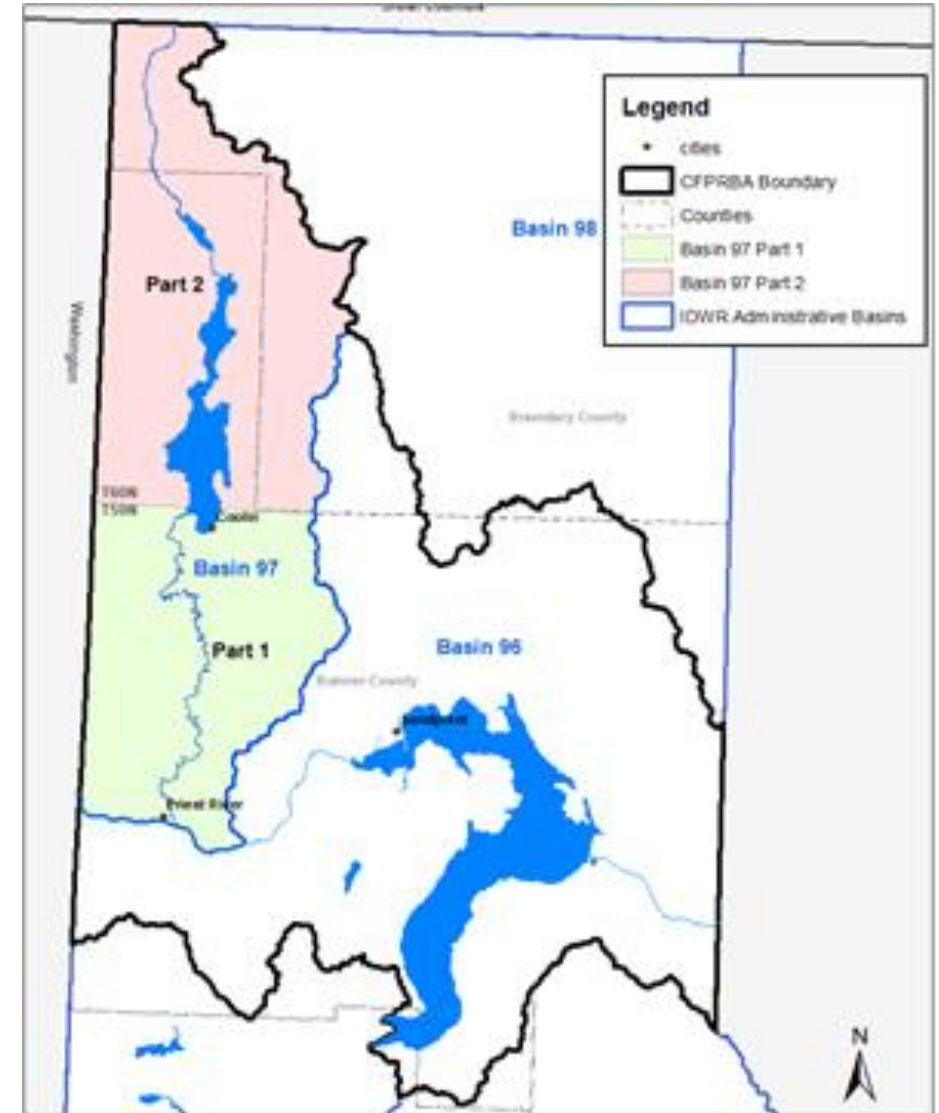 Legend
cities
CFPRBA Boundary
Counties
Basin 97 Part 1
Basin 97 Part 2
IDWR Administrative Basins
Basin 98
Part 2
Washington
Boundary County
T60N
T59N
Coolin
Basin 97
Part 1
Basin 96
Bonner County
Sandpoint
Priest River
N